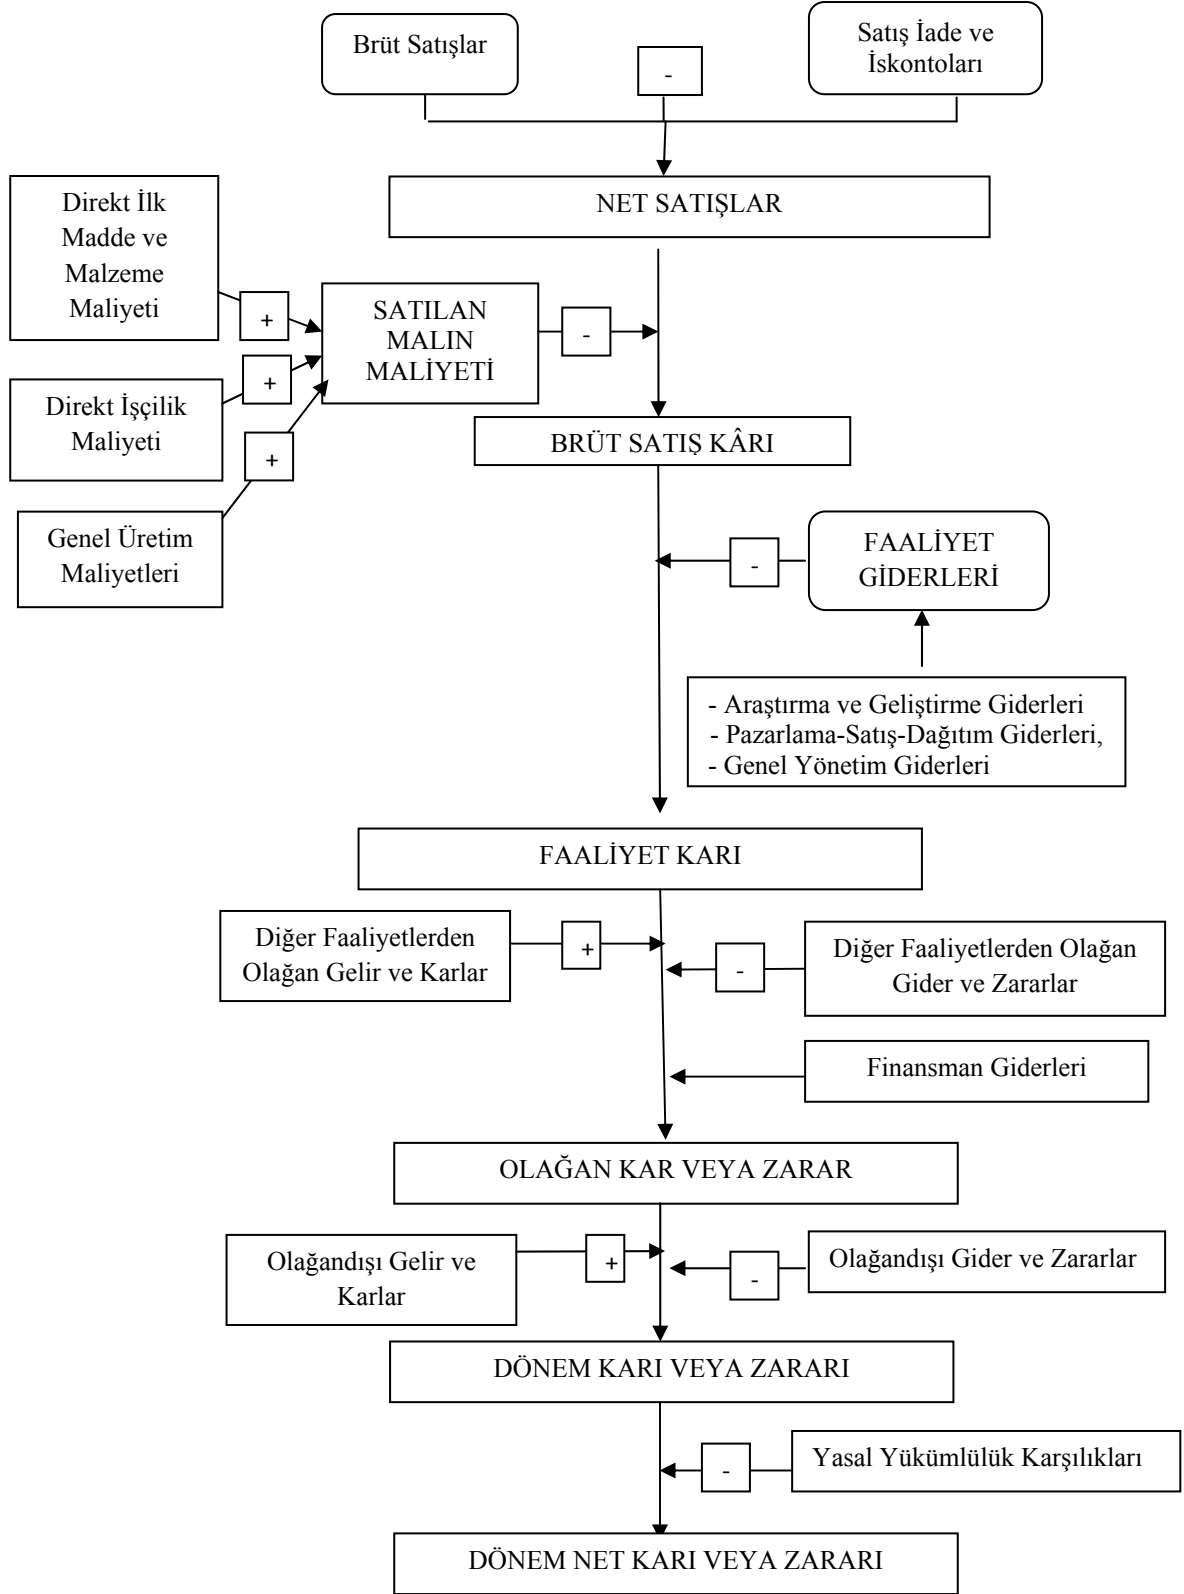 Brüt Satışlar
-
Satış İade ve
İskontoları
NET SATIŞLAR
Direkt İlk
Madde ve
Malzeme
Maliyeti
+
SATILAN
MALIN
MALİYETİ
-
+
Direkt İşçilik
Maliyeti
BRÜT SATIŞ KÂRI
+
Genel Üretim
Maliyetleri
-
FAALİYET
GİDERLERİ
- Araştırma ve Geliştirme Giderleri
- Pazarlama-Satış-Dağıtım Giderleri,
- Genel Yönetim Giderleri
FAALİYET KARI
Diğer Faaliyetlerden
Olağan Gelir ve Karlar
+
-
Diğer Faaliyetlerden Olağan
Gider ve Zararlar
Finansman Giderleri
OLAĞAN KAR VEYA ZARAR
Olağandışı Gelir ve
Karlar
+
-
Olağandışı Gider ve Zararlar
DÖNEM KARI VEYA ZARARI
-
Yasal Yükümlülük Karşılıkları
DÖNEM NET KARI VEYA ZARARI